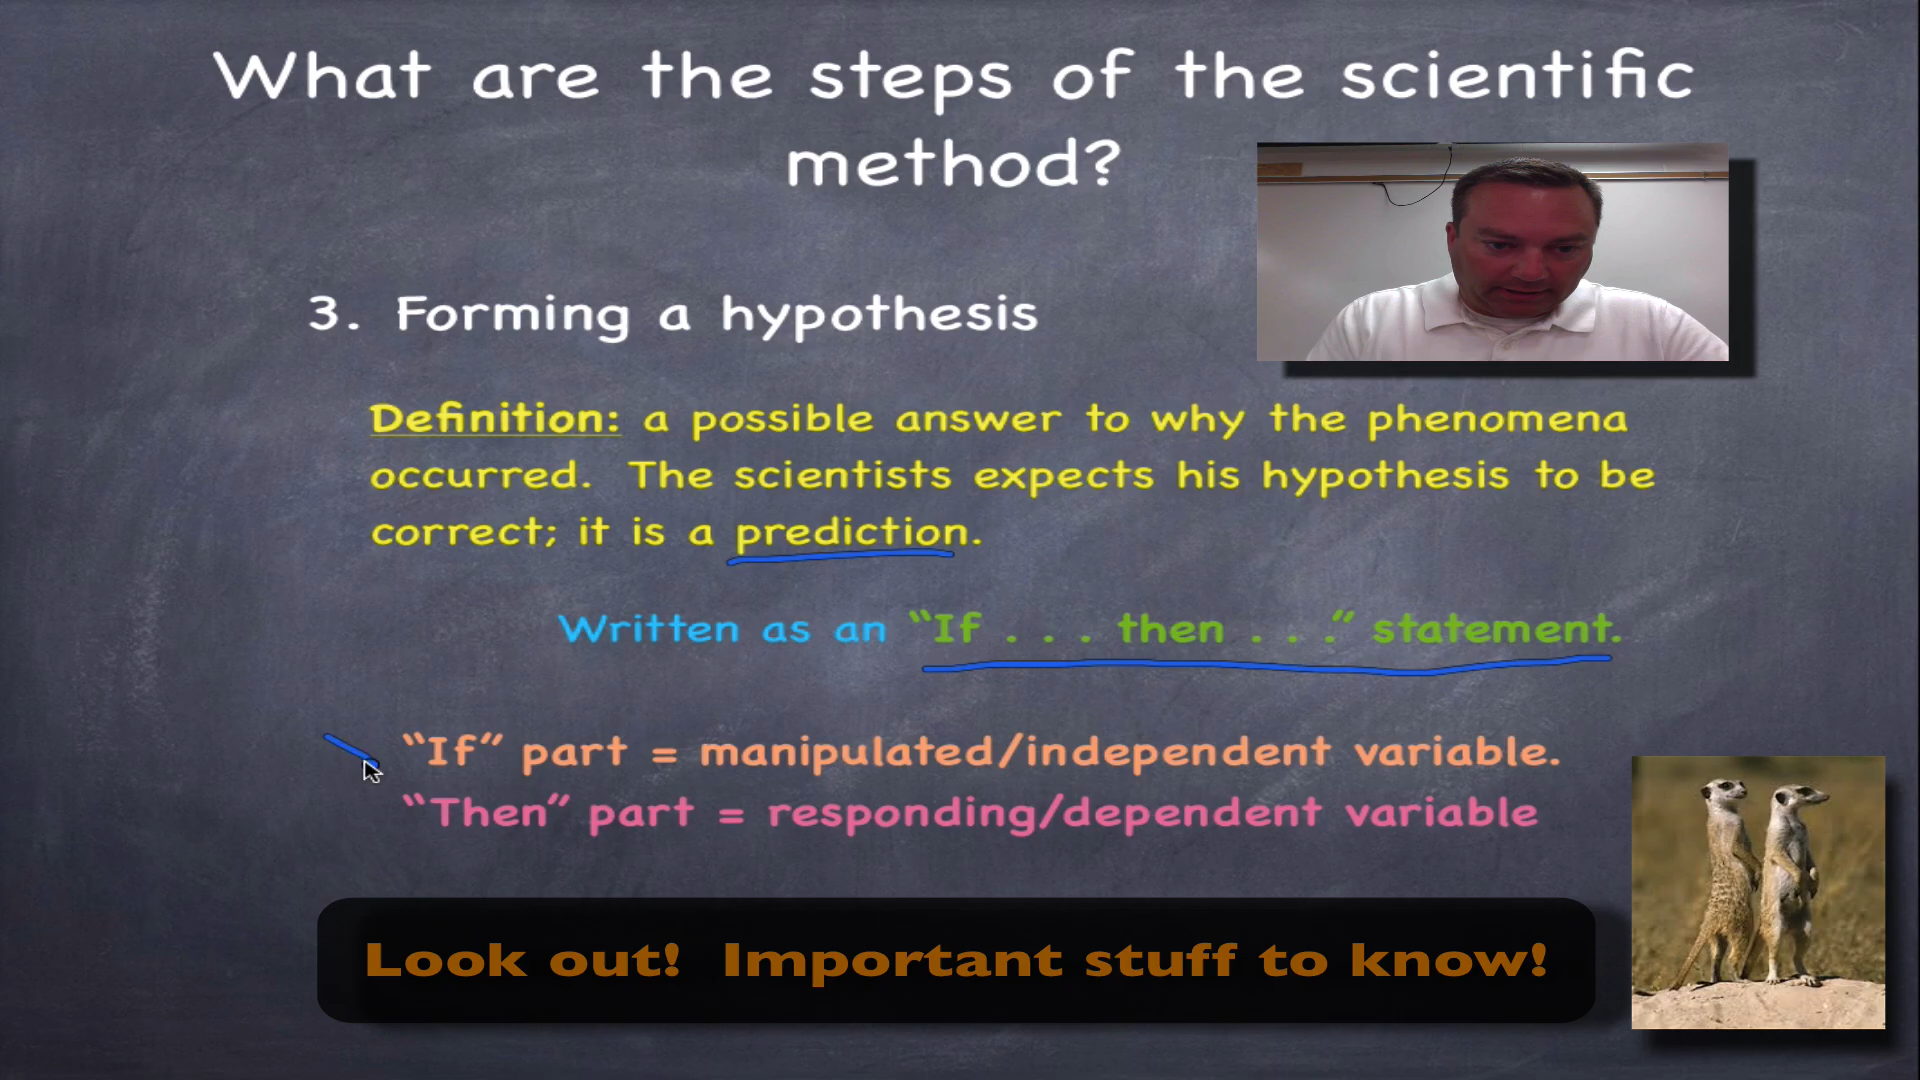 What are the steps of the scientific
method?
3. Forming a hypothesis
Definition: a possible answer to why the phenomena
occurred. The scientists expects his hypothesis to be
correct; it is a prediction.
Written as an “If . . . then . . .” statement.
“If” part = manipulated/independent variable.
“Then” part = responding/dependent variable
Look out! Important stuff to know!